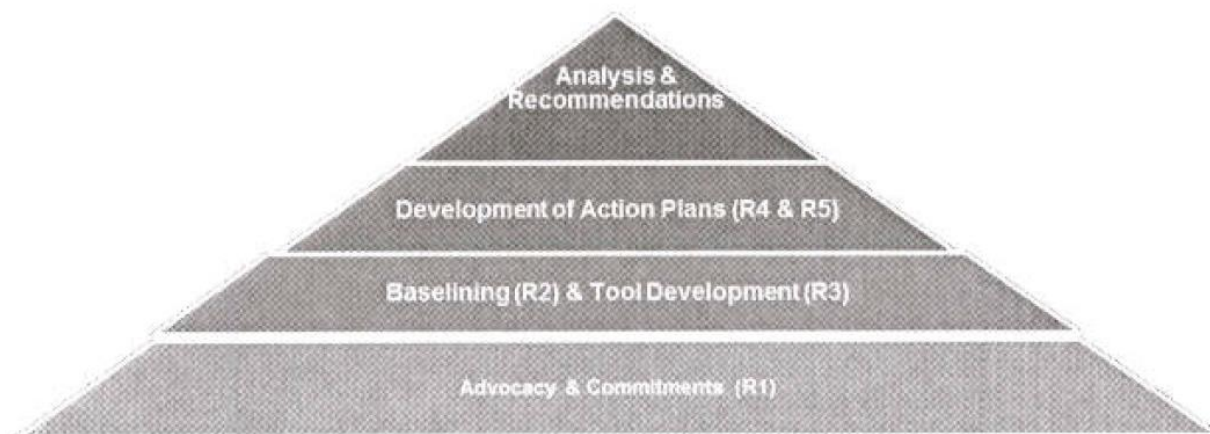 Analysis &
Recommendations
Development of Action Plans (R4 & R5)
Baselining (R2) & Tool Development (R3)
Advocacy & Commitments (R1)